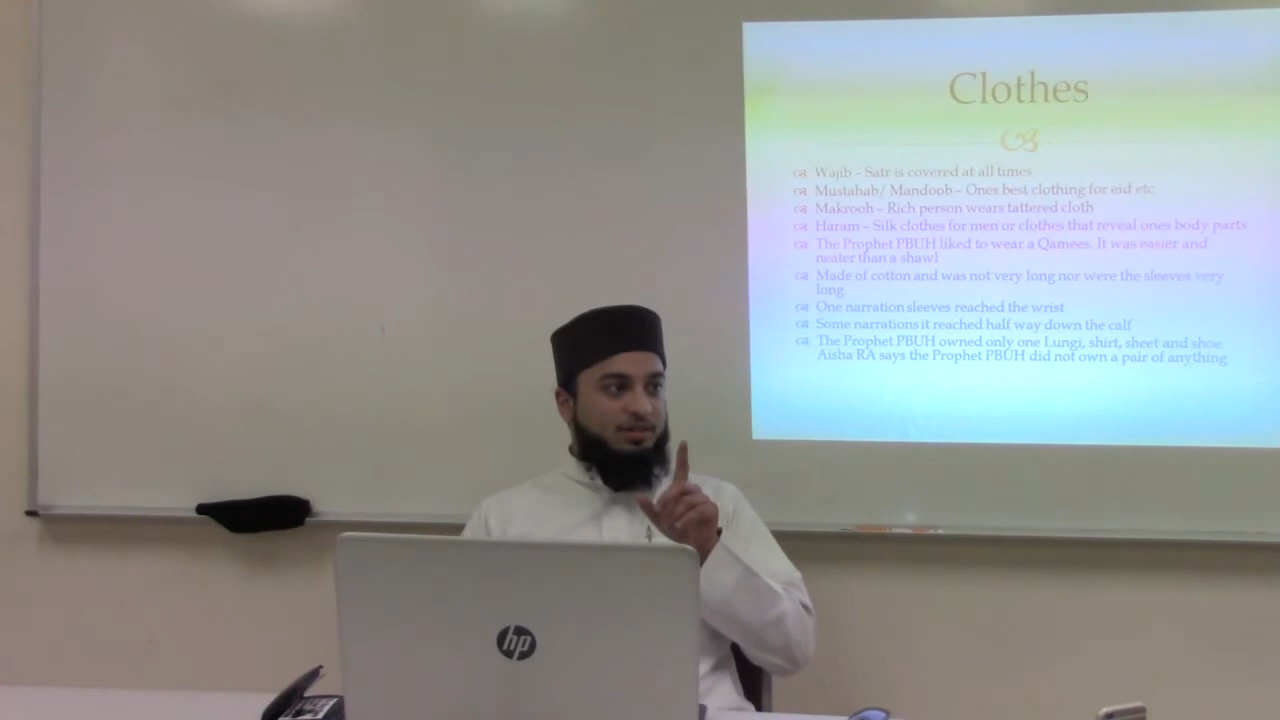 Clothes
Wajib – Satr is covered at all times
Mustahab/ Mandoob – Ones best clothing for eid etc
Makrooh – Rich person wears tattered cloth
Haram – Silk clothes for men or clothes that reveal ones body parts
The Prophet PBUH liked to wear a Qamees. It was easier and
neater than a shawl
Made of cotton and was not very long nor were the sleeves very
long
One narration sleeves reached the wrist
Some narrations it reached half way down the calf
The Prophet PBUH owned only one Lungi, shirt, sheet and shoe.
Aisha RA says the Prophet PBUH did not own a pair of anything
hp